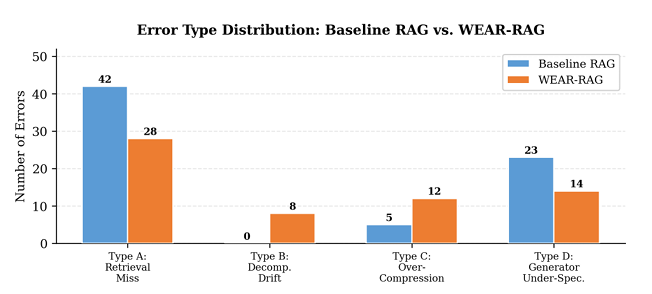 Error Type Distribution: Baseline RAG vs. WEAR-RAG
Number of Errors
50
40
30
20
10
0
Baseline RAG
WEAR-RAG
42
28
0
8
5
12
23
14
Type A:
Retrieval
Miss
Type B:
Decomp.
Drift
Type C:
Over-
Compression
Type D:
Generator
Under-Spec.